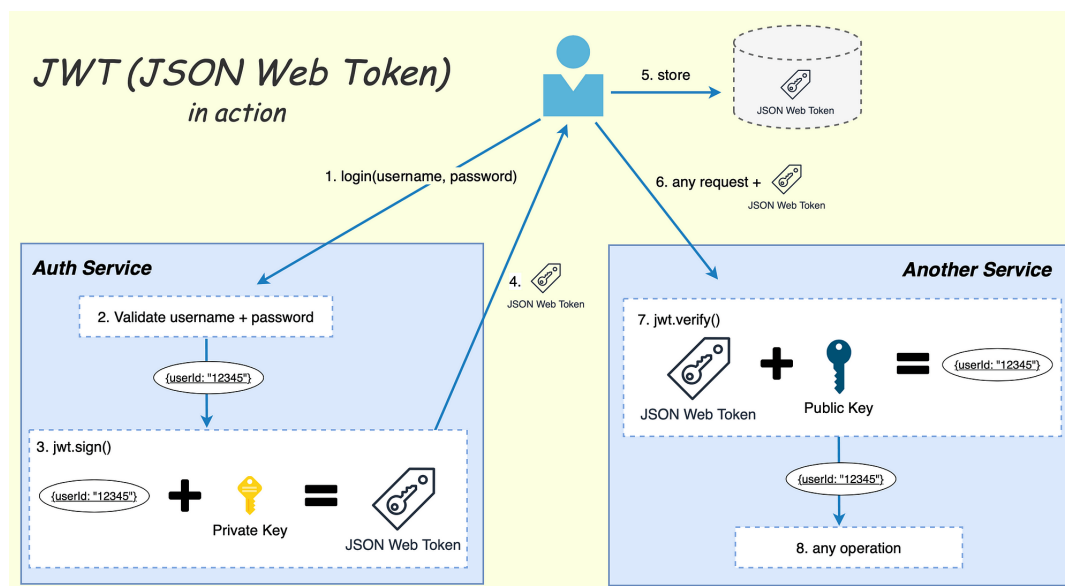 JWT (JSON Web Token)
in action
5. store
JSON Web Token
1. login(username, password)
6. any request +
JSON Web Token
Auth Service
2. Validate username + password
{userId: "12345"}
3. jwt.sign()
{userId: "12345"}
Private Key
JSON Web Token
4.
JSON Web Token
Another Service
7. jwt.verify()
JSON Web Token
Public Key
{userId: "12345"}
{userId: "12345"}
8. any operation